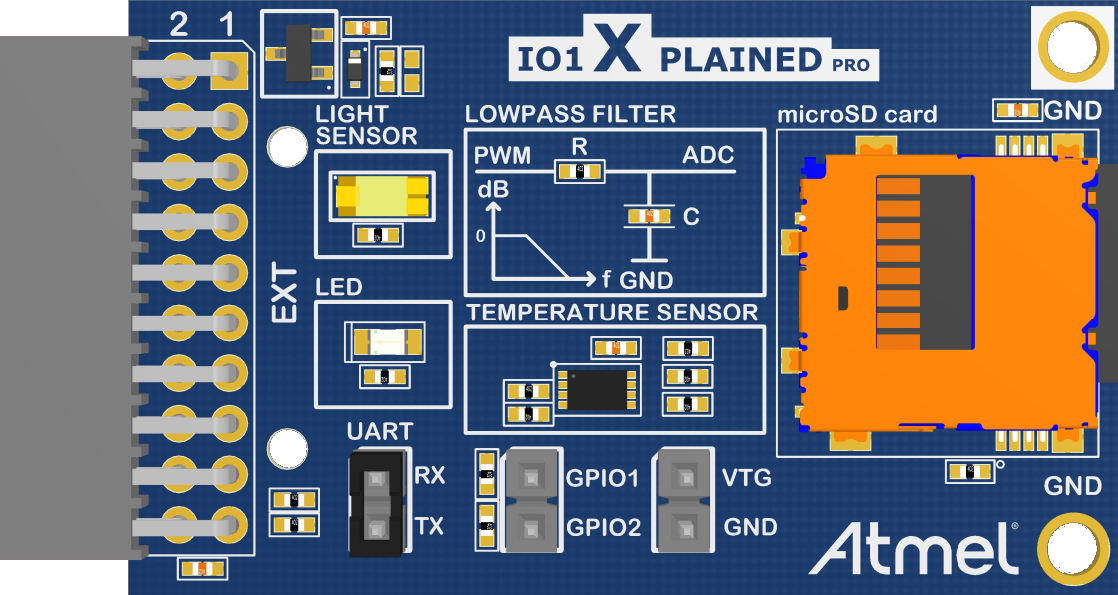 2 1
IO1 X PLAINED PRO
LIGHT
SENSOR
LOWPASS FILTER
microSD card
GND
PWM
R
ADC
dB
C
0
f
GND
EXT
LED
TEMPERATURE SENSOR
UART
RX
GPIO1
VTG
GND
TX
GPIO2
GND
Atmel®